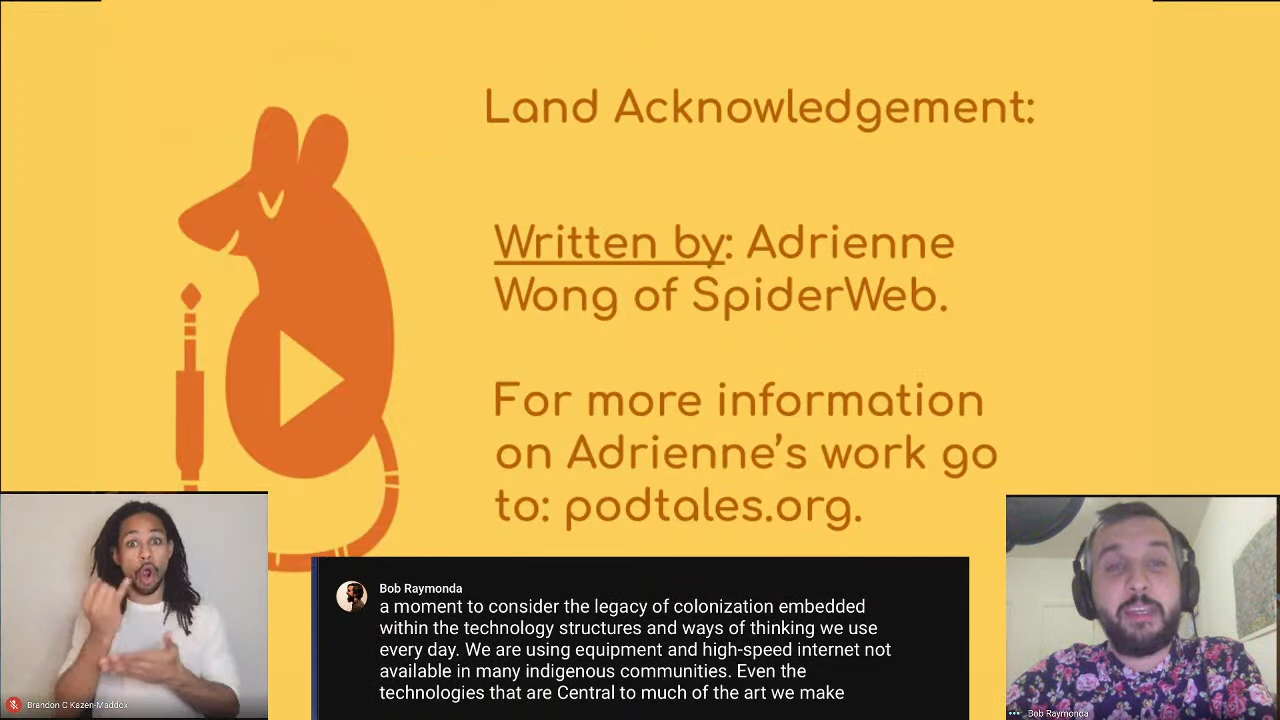 Land Acknowledgement:
Written by: Adrienne
Wong of SpiderWeb.
For more information
on Adrienne's work go
to: podtales.org.
Bob Raymonda
a moment to consider the legacy of colonization embedded
within the technology structures and ways of thinking we use
every day. We are using equipment and high-speed internet not
available in many indigenous communities. Even the
technologies that are Central to much of the art we make
Brandon C Kazen-Maddox
Bob Raymonda